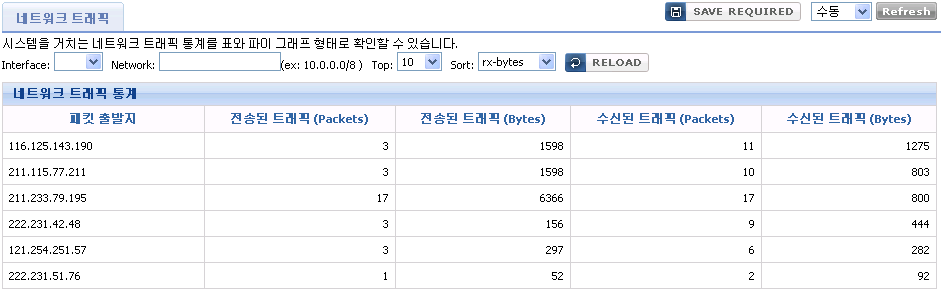 네트워크 트래픽 SAVE REQUIRED 수동 Refresh
시스템을 거치는 네트워크 트래픽 통계를 표와 파이 그래프 형태로 확인할 수 있습니다.
Interface: Network: (ex: 10.0.0.0/8 ) Top: 10 Sort: rx-bytes RELOAD
네트워크 트래픽 통계
패킷 출발지 전송된 트래픽 (Packets) 전송된 트래픽 (Bytes) 수신된 트래픽 (Packets) 수신된 트래픽 (Bytes)
116.125.143.190 3 1598 11 1275
211.115.77.211 3 1598 10 803
211.233.79.195 17 6366 17 800
222.231.42.48 3 156 9 444
121.254.251.57 3 297 6 282
222.231.51.76 1 52 2 92